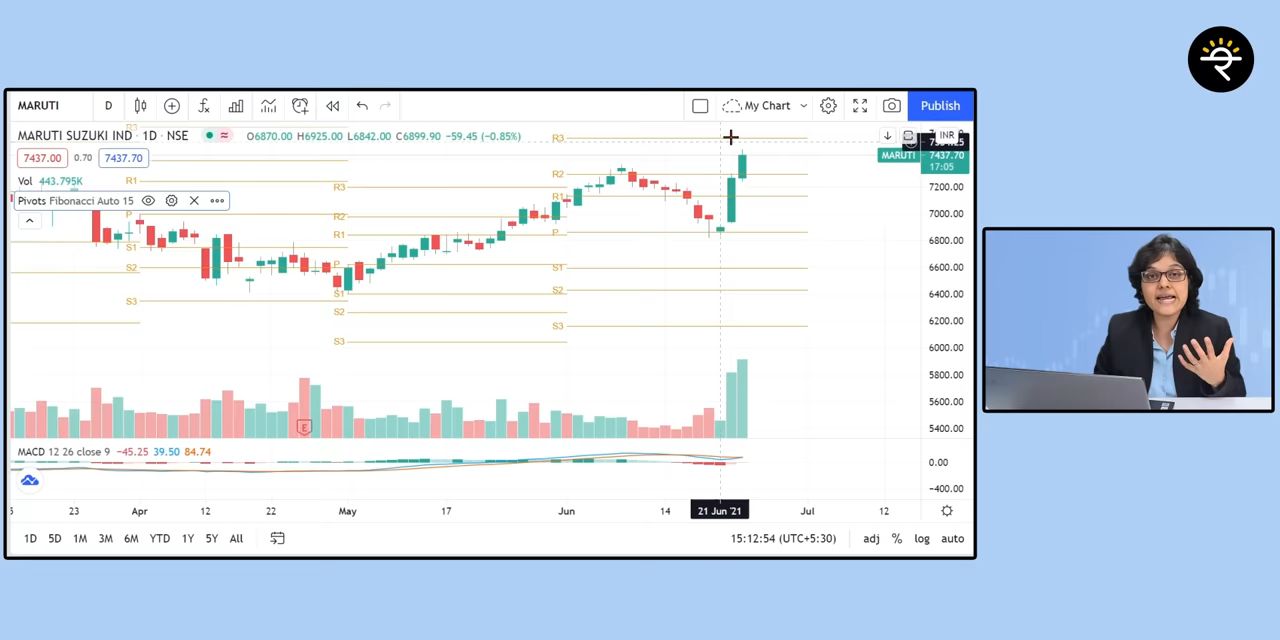 MARUTI D My Chart Publish
MARUTI SUZUKI IND · 1D · NSE O6870.00 H6925.00 L6842.00 C6899.90 −59.45 (−0.85%) INR
7437.00 0.70 7437.70
MARUTI 7437.70
17:05
Vol 443.795K
Pivots Fibonacci Auto 15
R1
P
S1
S2
S3
R3
R2
R1
P
S1
S2
S3
R3
R2
R1
P
S1
S2
S3
7200.00
7000.00
6800.00
6600.00
6400.00
6200.00
6000.00
5800.00
5600.00
5400.00
E
MACD 12 26 close 9 −45.25 39.50 84.74
0.00
−400.00
23 Apr 12 22 May 17 Jun 14 21 Jun '21 Jul 12
1D 5D 1M 3M 6M YTD 1Y 5Y All 15:12:54 (UTC+5:30) adj % log auto